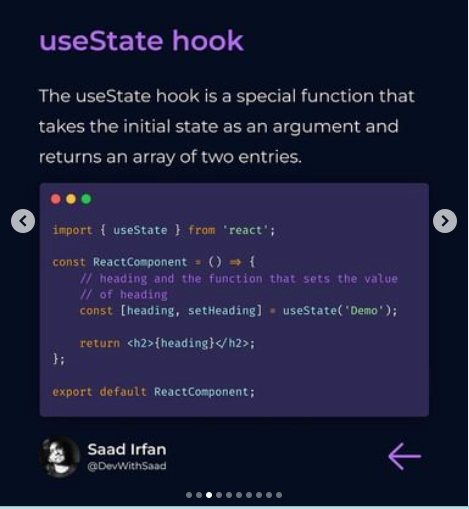 useState hook
The useState hook is a special function that
takes the initial state as an argument and
returns an array of two entries.
import { useState } from 'react';
const ReactComponent = () => {
    // heading and the function that sets the value
    // of heading
    const [heading, setHeading] = useState('Demo');
    return <h2>{heading}</h2>;
};
export default ReactComponent;
Saad Irfan
@DevWithSaad